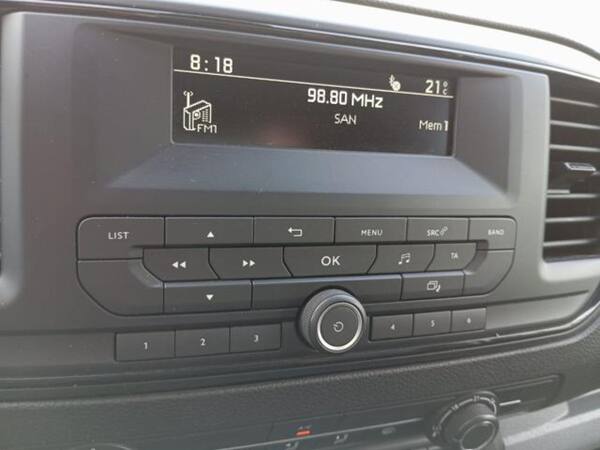 8:18
21°C
98.80 MHz
FM1
SAN
Mem 1
LIST
MENU
SRC
BAND
OK
TA
1
2
3
4
5
6